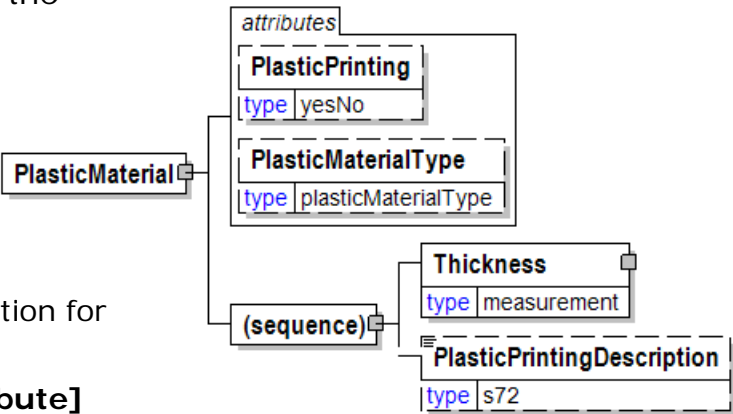 the
attributes
PlasticPrinting
type yesNo
PlasticMaterial
PlasticMaterialType
type plasticMaterialType
Thickness
type measurement
tion for
(sequence)
PlasticPrintingDescription
type s72
bute]